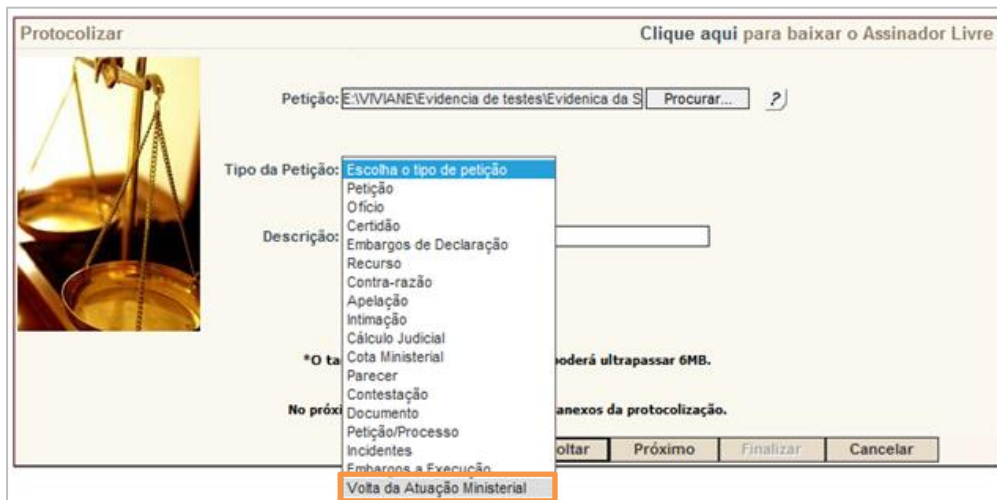 Protocolizar
Clique aqui para baixar o Assinador Livre
Petição: E:\VIVIANE\Evidencia de testes\Evidenica da S Procurar... ?
Tipo da Petição: Escolha o tipo de petição
Petição
Ofício
Certidão
Descrição:
Embargos de Declaração
Recurso
Contra-razão
Apelação
Intimação
Cálculo Judicial
*O ta
Cota Ministerial
poderá ultrapassar 6MB.
Parecer
Contestação
No próxi
Documento
anexos da protocolização.
Petição/Processo
Incidentes
oltar Próximo Finalizar Cancelar
Embargos a Execução
Volta da Atuação Ministerial